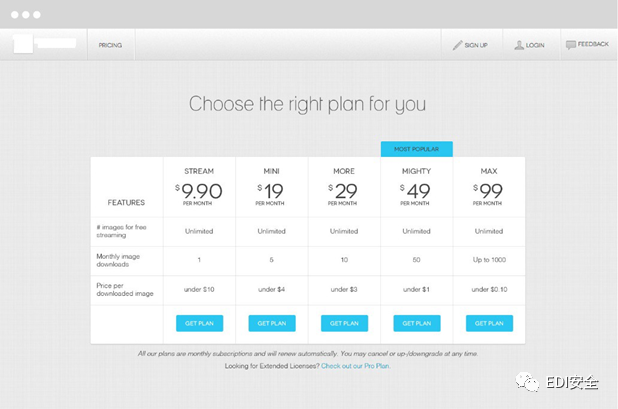 PRICING
SIGN UP
LOGIN
FEEDBACK
Choose the right plan for you
MOST POPULAR
STREAM MINI MORE MIGHTY MAX
$9.90 $19 $29 $49 $99
FEATURES PER MONTH PER MONTH PER MONTH PER MONTH PER MONTH
# images for free
streaming
Unlimited Unlimited Unlimited Unlimited Unlimited
Monthly image
downloads
1 5 10 50 Up to 1000
Price per
downloaded image
under $10 under $4 under $3 under $1 under $0.10
GET PLAN GET PLAN GET PLAN GET PLAN GET PLAN
All our plans are monthly subscriptions and will renew automatically. You may cancel or up-/downgrade at any time.
Looking for Extended Licenses? Check out our Pro Plan.
EDI安全